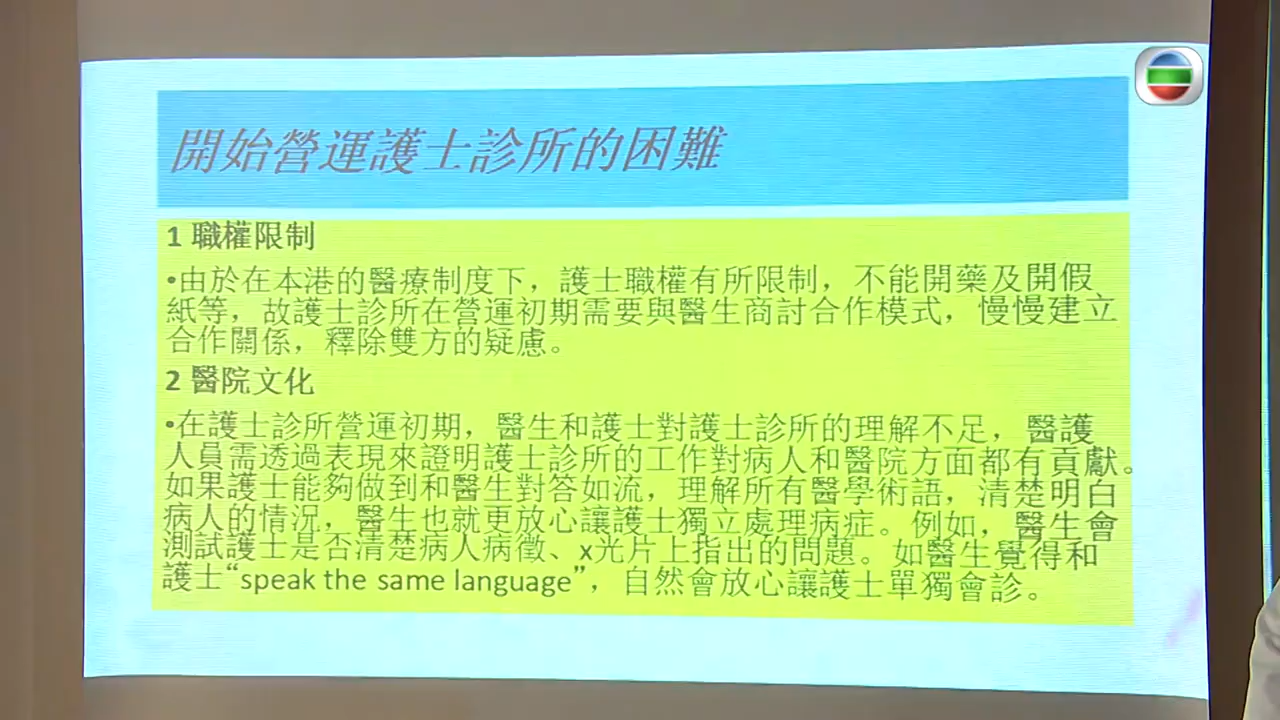 開始營運護士診所的困難
1 職權限制
•由於在本港的醫療制度下，護士職權有所限制，不能開藥及開假
紙等，故護士診所在營運初期需要與醫生商討合作模式，慢慢建立
合作關係，釋除雙方的疑慮。
2 醫院文化
•在護士診所營運初期，醫生和護士對護士診所的理解不足，醫護
人員需透過表現來證明護士診所的工作對病人和醫院方面都有貢獻。
如果護士能夠做到和醫生對答如流，理解所有醫學術語，清楚明白
病人的情況，醫生也就更放心讓護士獨立處理病症。例如，醫生會
測試護士是否清楚病人病徵、x光片上指出的問題。如醫生覺得和
護士“speak the same language”，自然會放心讓護士單獨會診。